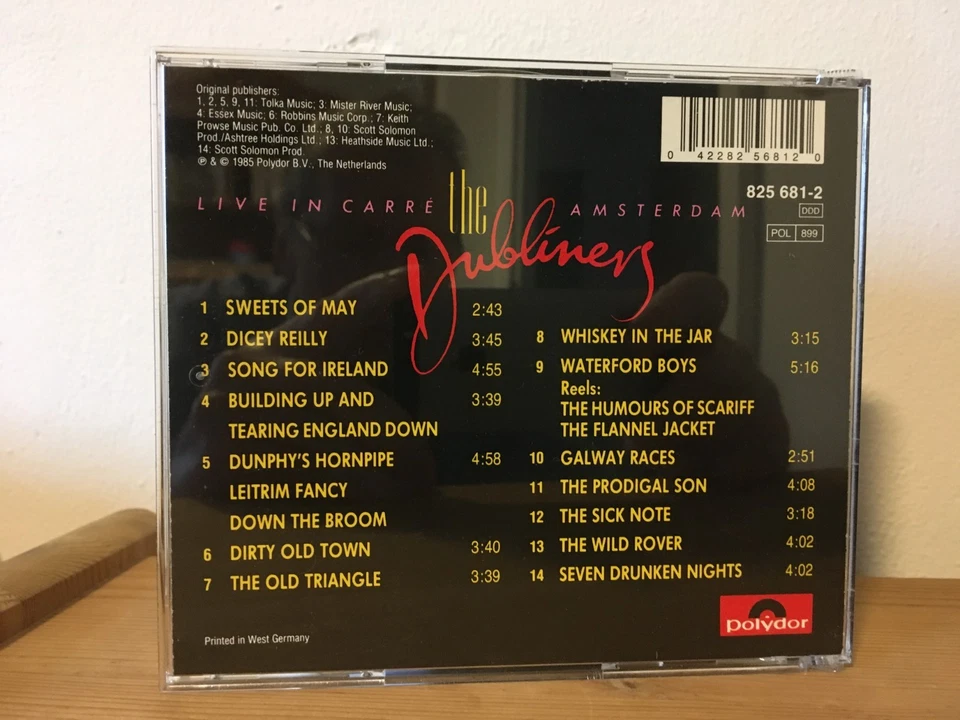 Original publishers:
1, 2, 5, 9, 11: Tolka Music; 3: Mister River Music;
4: Essex Music; 6: Robbins Music Corp.; 7: Keith
Prowse Music Pub. Co. Ltd.; 8, 10: Scott Solomon
Prod./Ashtree Holdings Ltd.; 13: Heathside Music Ltd.;
14: Scott Solomon Prod.
℗ & © 1985 Polydor B.V., The Netherlands
0 42282 56812 0
825 681-2
DDD
POL 899
LIVE IN CARRÉ the Dubliners AMSTERDAM
1 SWEETS OF MAY 2:43
2 DICEY REILLY 3:45
3 SONG FOR IRELAND 4:55
4 BUILDING UP AND 3:39
TEARING ENGLAND DOWN
5 DUNPHY'S HORNPIPE 4:58
LEITRIM FANCY
DOWN THE BROOM
6 DIRTY OLD TOWN 3:40
7 THE OLD TRIANGLE 3:39
8 WHISKEY IN THE JAR 3:15
9 WATERFORD BOYS 5:16
Reels:
THE HUMOURS OF SCARIFF
THE FLANNEL JACKET
10 GALWAY RACES 2:51
11 THE PRODIGAL SON 4:08
12 THE SICK NOTE 3:18
13 THE WILD ROVER 4:02
14 SEVEN DRUNKEN NIGHTS 4:02
polydor
Printed in West Germany